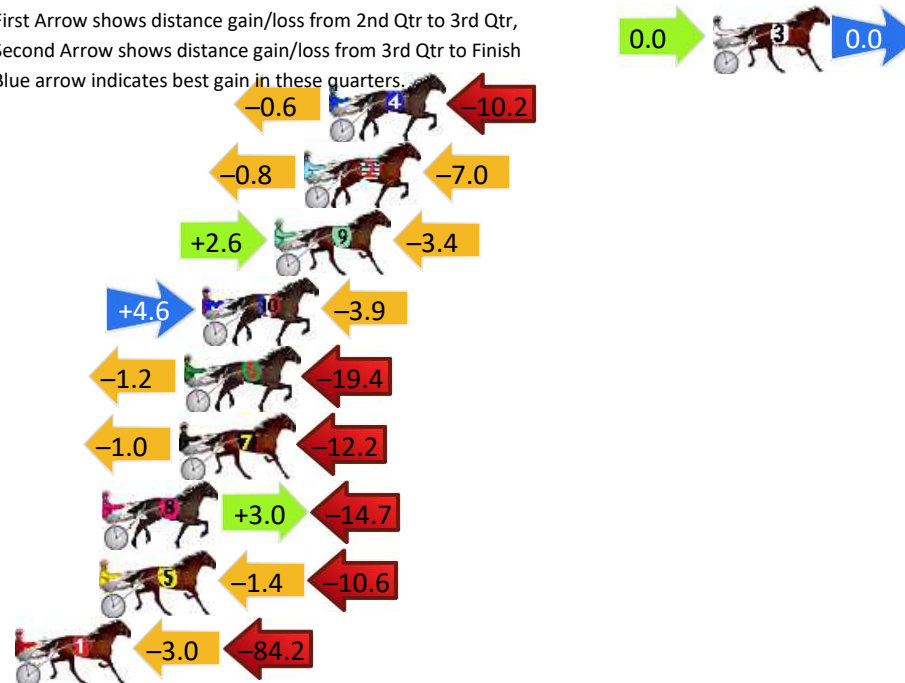 First Arrow shows distance gain/loss from 2nd Qtr to 3rd Qtr,
Second Arrow shows distance gain/loss from 3rd Qtr to Finish
Blue arrow indicates best gain in these quarters.
0.0 3 0.0
–0.6 4 –10.2
–0.8 –7.0
+2.6 9 –3.4
+4.6 10 –3.9
–1.2 –19.4
–1.0 7 –12.2
8 +3.0 –14.7
5 –1.4 –10.6
1 –3.0 –84.2